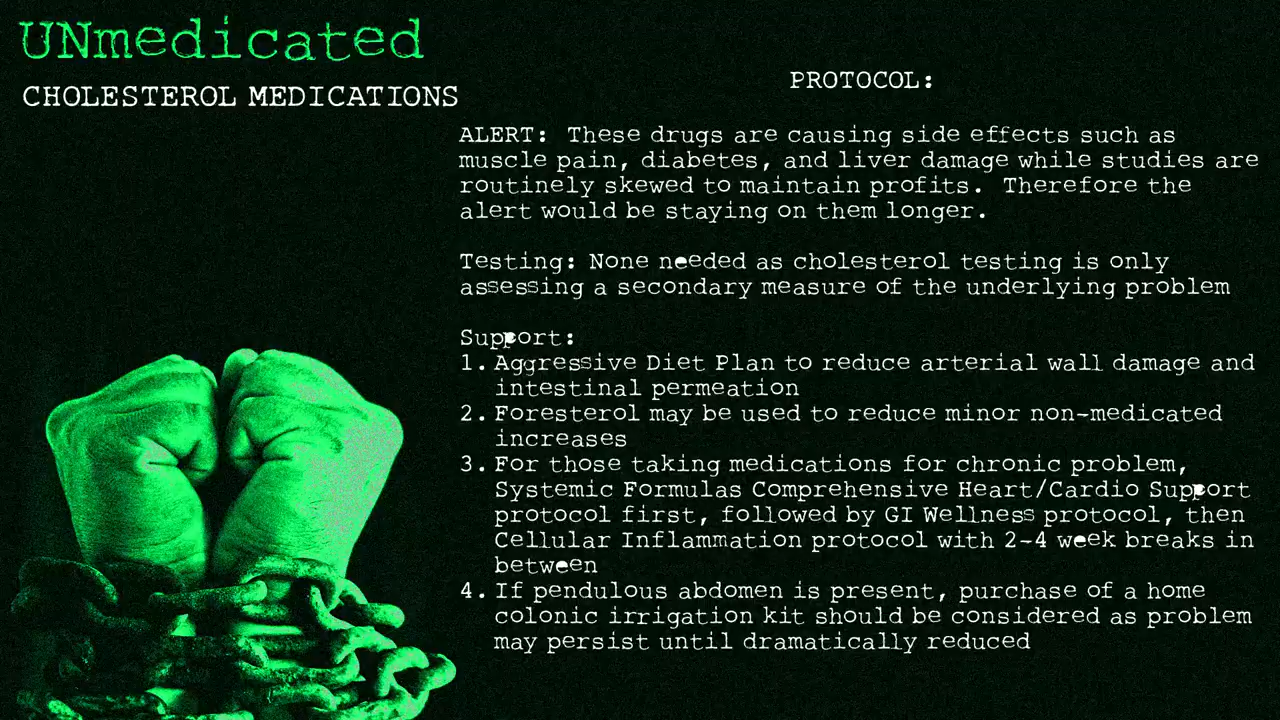 UNmedicated
CHOLESTEROL MEDICATIONS
PROTOCOL:
ALERT: These drugs are causing side effects such as
muscle pain, diabetes, and liver damage while studies are
routinely skewed to maintain profits. Therefore the
alert would be staying on them longer.
Testing: None needed as cholesterol testing is only
assessing a secondary measure of the underlying problem
Support:
1. Aggressive Diet Plan to reduce arterial wall damage and
intestinal permeation
2. Foresterol may be used to reduce minor non-medicated
increases
3. For those taking medications for chronic problem,
Systemic Formulas Comprehensive Heart/Cardio Support
protocol first, followed by GI Wellness protocol, then
Cellular Inflammation protocol with 2-4 week breaks in
between
4. If pendulous abdomen is present, purchase of a home
colonic irrigation kit should be considered as problem
may persist until dramatically reduced